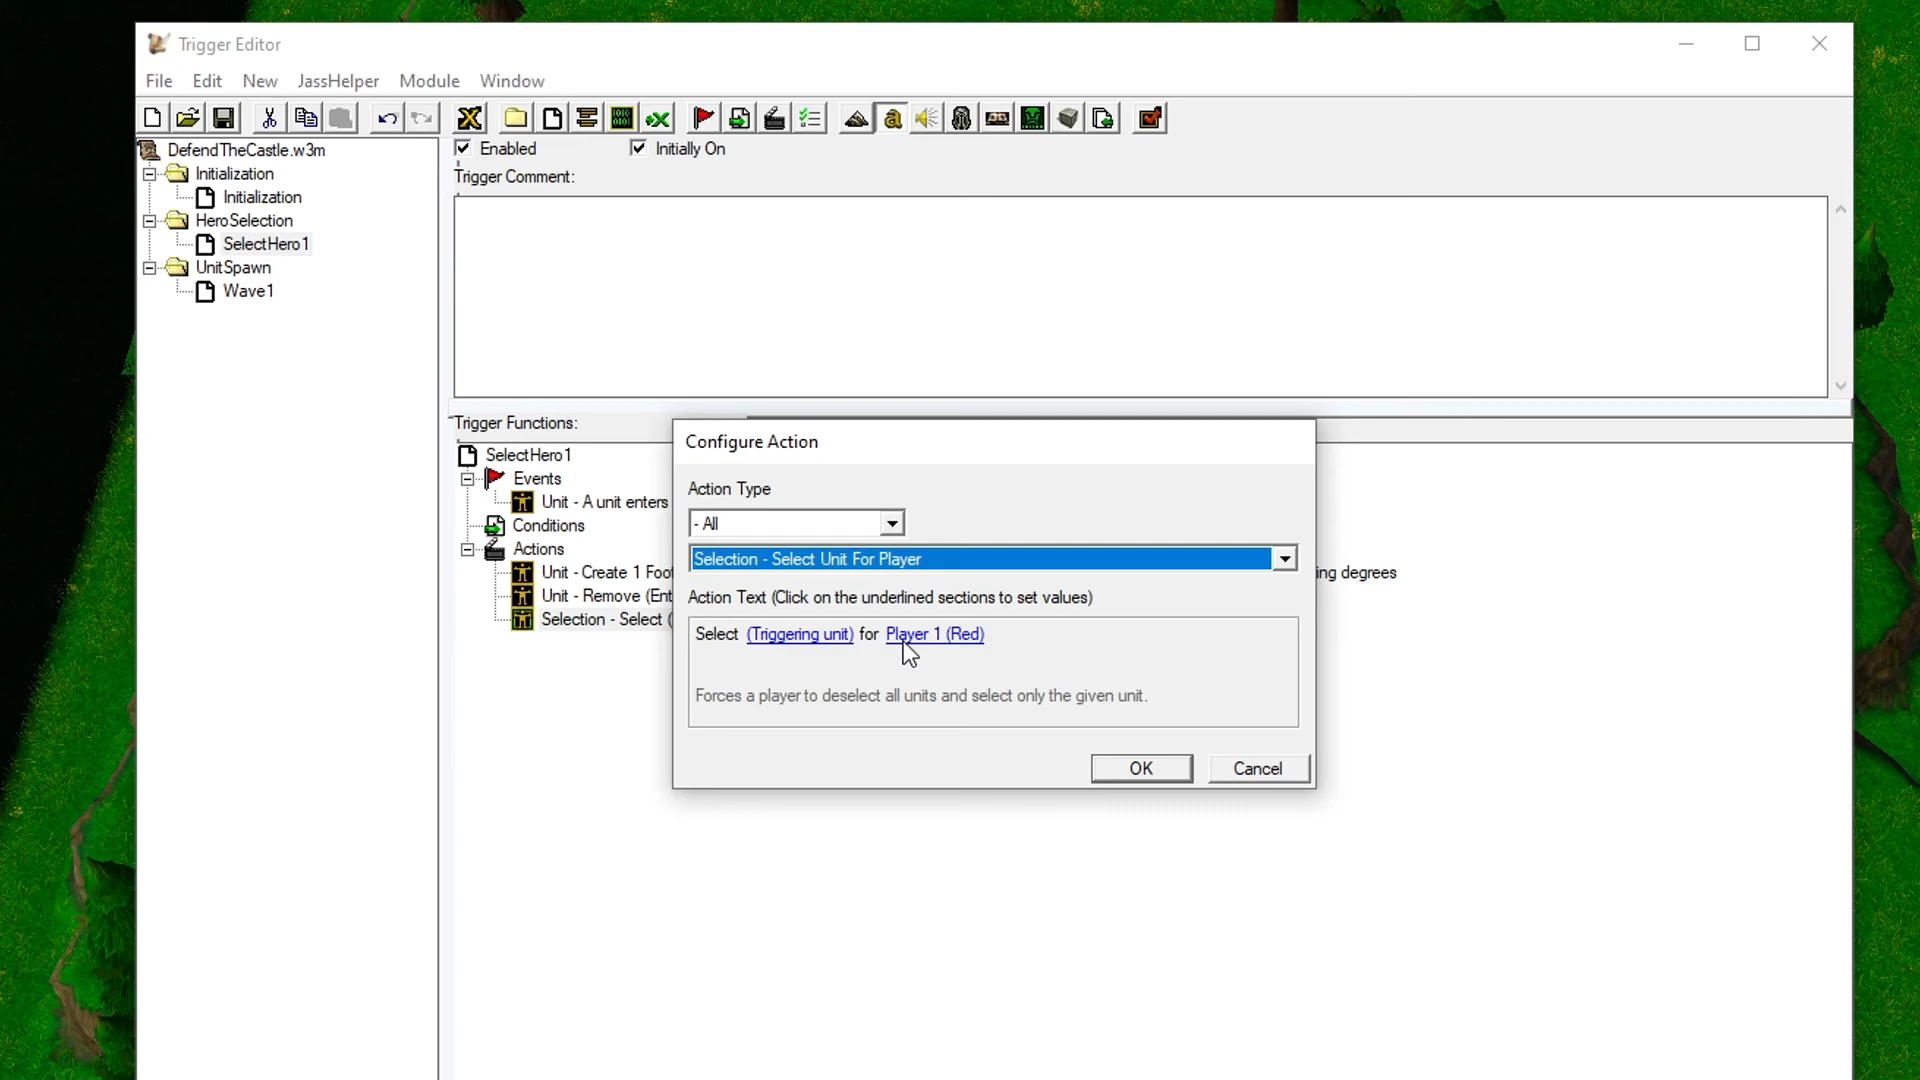 Trigger Editor
File Edit New JassHelper Module Window
DefendTheCastle.w3m
Initialization
Initialization
HeroSelection
SelectHero1
UnitSpawn
Wave1
Enabled Initially On
Trigger Comment:
Trigger Functions:
SelectHero1
Events
Unit - A unit enters
Conditions
Actions
Unit - Create 1 Foo
ing degrees
Unit - Remove (Ent
Selection - Select (
Configure Action
Action Type
- All
Selection - Select Unit For Player
Action Text (Click on the underlined sections to set values)
Select (Triggering unit) for Player 1 (Red)
Forces a player to deselect all units and select only the given unit.
OK Cancel